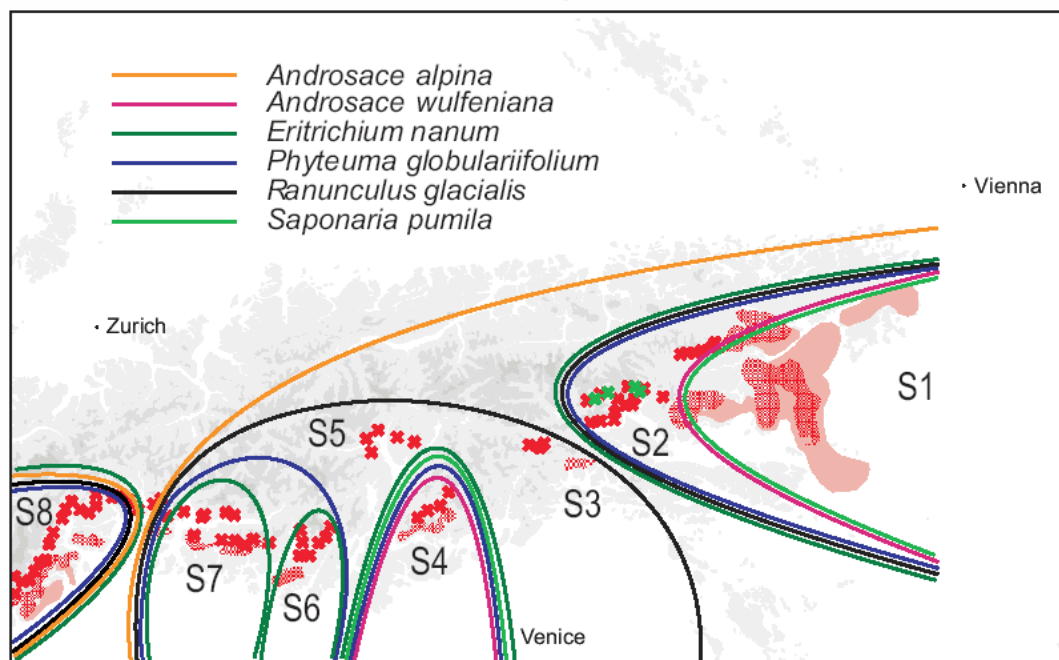 Androsace alpina
Androsace wulfeniana
Eritrichium nanum
Phyteuma globulariifolium
Ranunculus glacialis
Saponaria pumila
Vienna
Zurich
S1
S5
S2
S3
S8
S7
S4
S6
Venice